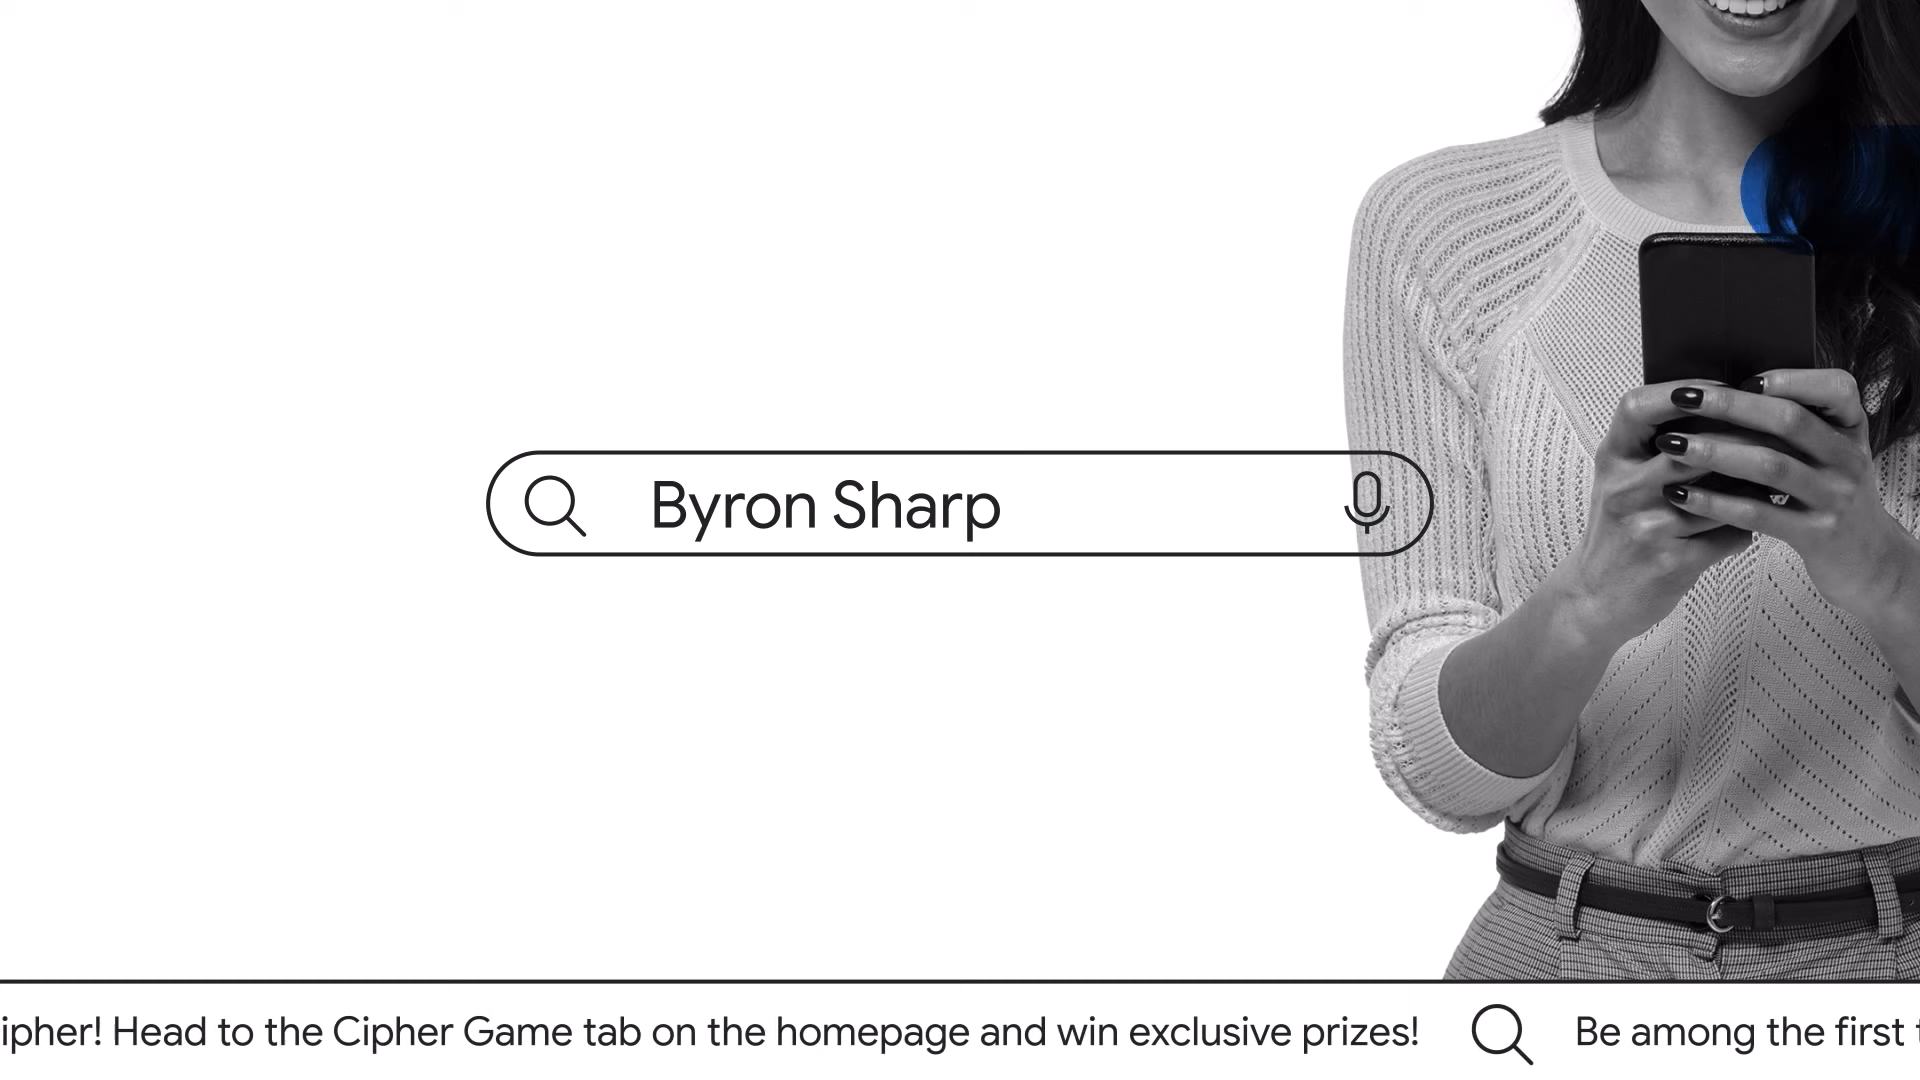 Byron Sharp
ipher! Head to the Cipher Game tab on the homepage and win exclusive prizes! Be among the first